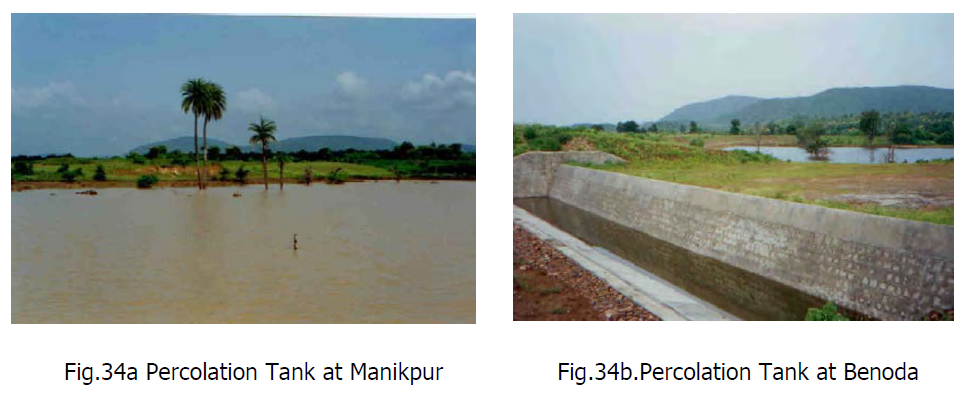 Fig.34a Percolation Tank at Manikpur
Fig.34b.Percolation Tank at Benoda